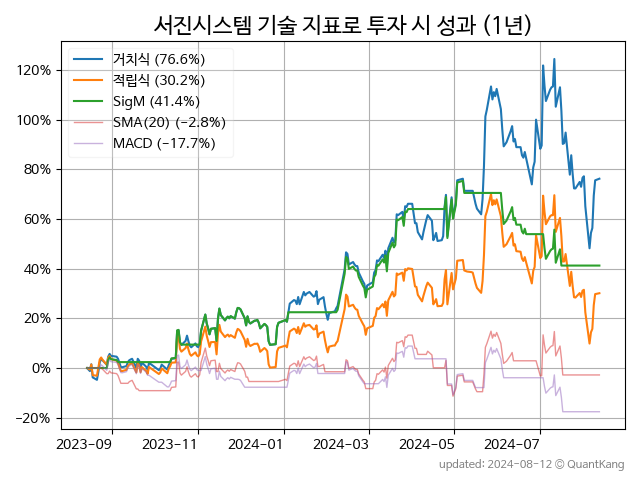 서진시스템 기술 지표로 투자 시 성과 (1년)
거치식 (76.6%)
적립식 (30.2%)
SigM (41.4%)
SMA(20) (−2.8%)
MACD (−17.7%)
120%
100%
80%
60%
40%
20%
0%
−20%
2023-09 2023-11 2024-01 2024-03 2024-05 2024-07
updated: 2024-08-12 © QuantKang